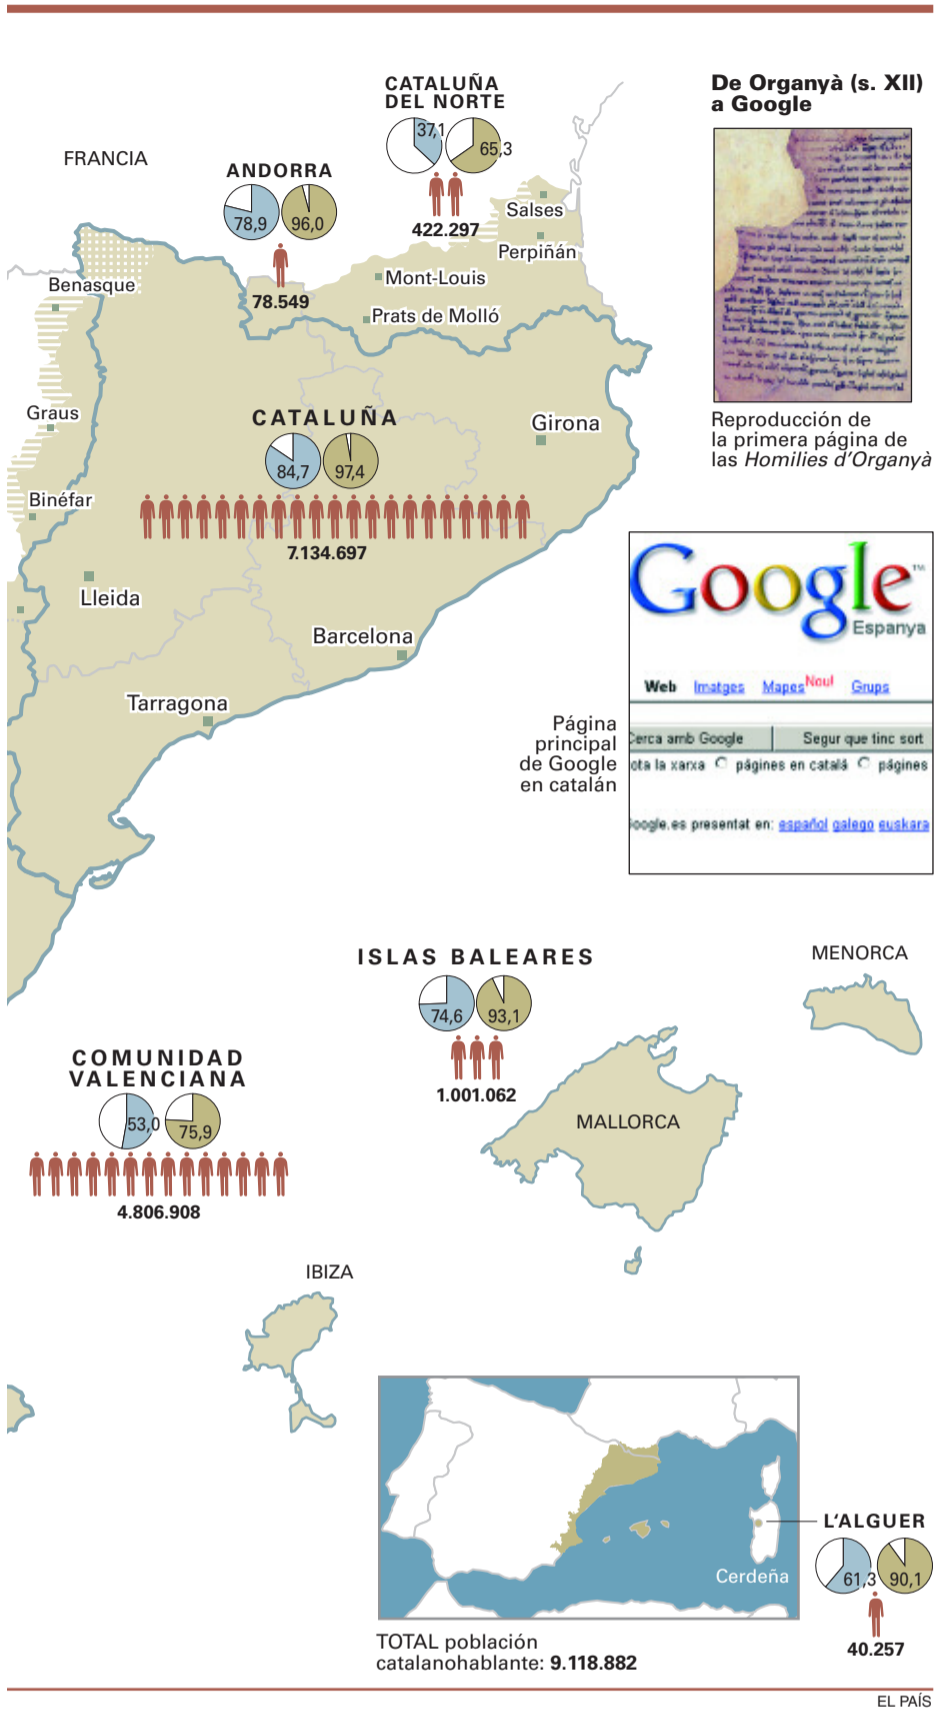 CATALUÑA
DEL NORTE
37,1
65,3
422.297
De Organyà (s. XII)
a Google
FRANCIA
ANDORRA
78,9
96,0
78.549
Salses
Perpiñán
Mont-Louis
Prats de Molló
Benasque
Graus
Binéfar
CATALUÑA
84,7
97,4
7.134.697
Girona
Lleida
Barcelona
Tarragona
Reproducción de
la primera página de
las Homilies d'Organyà
Google™
Espanya
Web Imatges Mapes Nou! Grups
Cerca amb Google Segur que tinc sort
ota la xarxa pàgines en català pàgines
oogle.es presentat en: español galego euskara
Página
principal
de Google
en catalán
ISLAS BALEARES
74,6
93,1
1.001.062
MENORCA
MALLORCA
COMUNIDAD
VALENCIANA
53,0
75,9
4.806.908
IBIZA
Cerdeña
L'ALGUER
61,3
90,1
40.257
TOTAL población
catalanohablante: 9.118.882
EL PAÍS